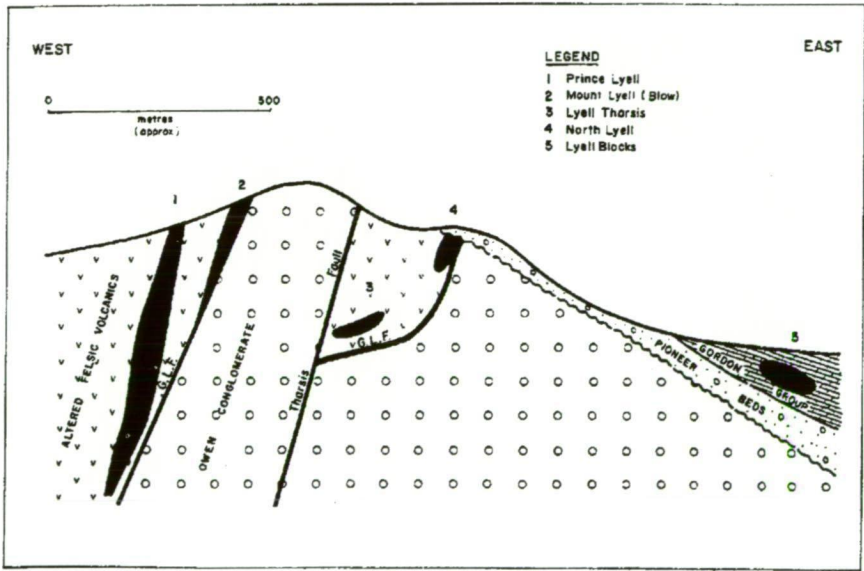 WEST
EAST
0 500
metres
(approx)
LEGEND
1 Prince Lyell
2 Mount Lyell (Blow)
3 Lyell Tharsis
4 North Lyell
5 Lyell Blocks
1
2
3
4
5
ALTERED FELSIC VOLCANICS
G.L.F.
OWEN CONGLOMERATE
Tharsis Fault
G.L.F.
PIONEER BEDS
GORDON GROUP